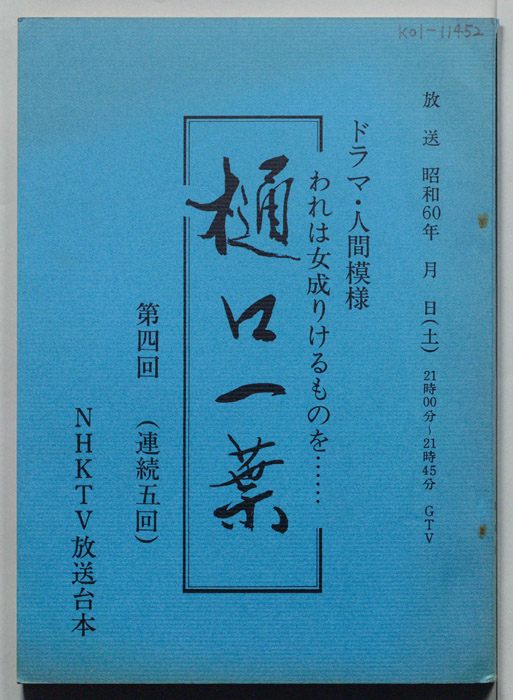 K01-11452
放送 昭和60年 月 日(土) 21時00分〜21時45分 GTV
ドラマ・人間模様
われは女成りけるものを……
樋口一葉
第四回 (連続五回)
NHKTV放送台本